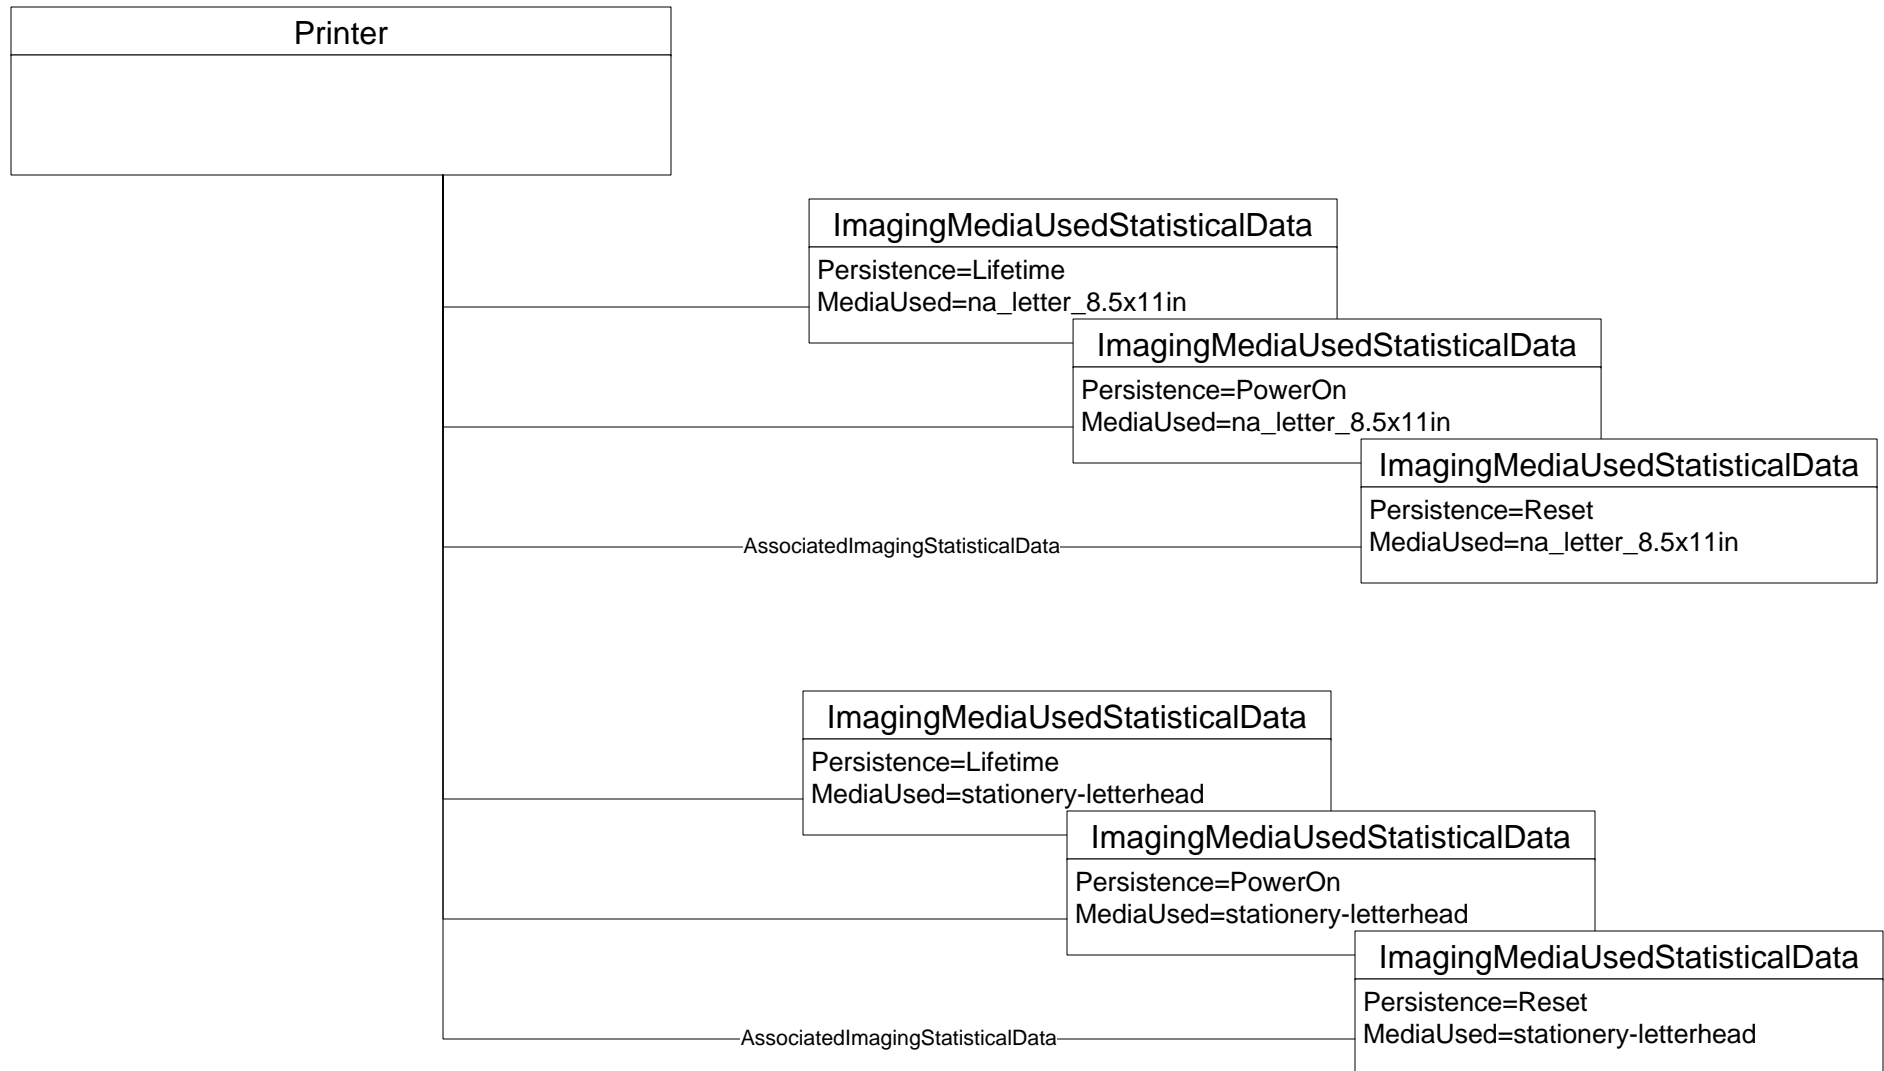 Printer
ImagingMediaUsedStatisticalData
Persistence=Lifetime
MediaUsed=na_letter_8.5x11in
ImagingMediaUsedStatisticalData
Persistence=PowerOn
MediaUsed=na_letter_8.5x11in
ImagingMediaUsedStatisticalData
Persistence=Reset
MediaUsed=na_letter_8.5x11in
AssociatedImagingStatisticalData
ImagingMediaUsedStatisticalData
Persistence=Lifetime
MediaUsed=stationery-letterhead
ImagingMediaUsedStatisticalData
Persistence=PowerOn
MediaUsed=stationery-letterhead
ImagingMediaUsedStatisticalData
Persistence=Reset
MediaUsed=stationery-letterhead
AssociatedImagingStatisticalData